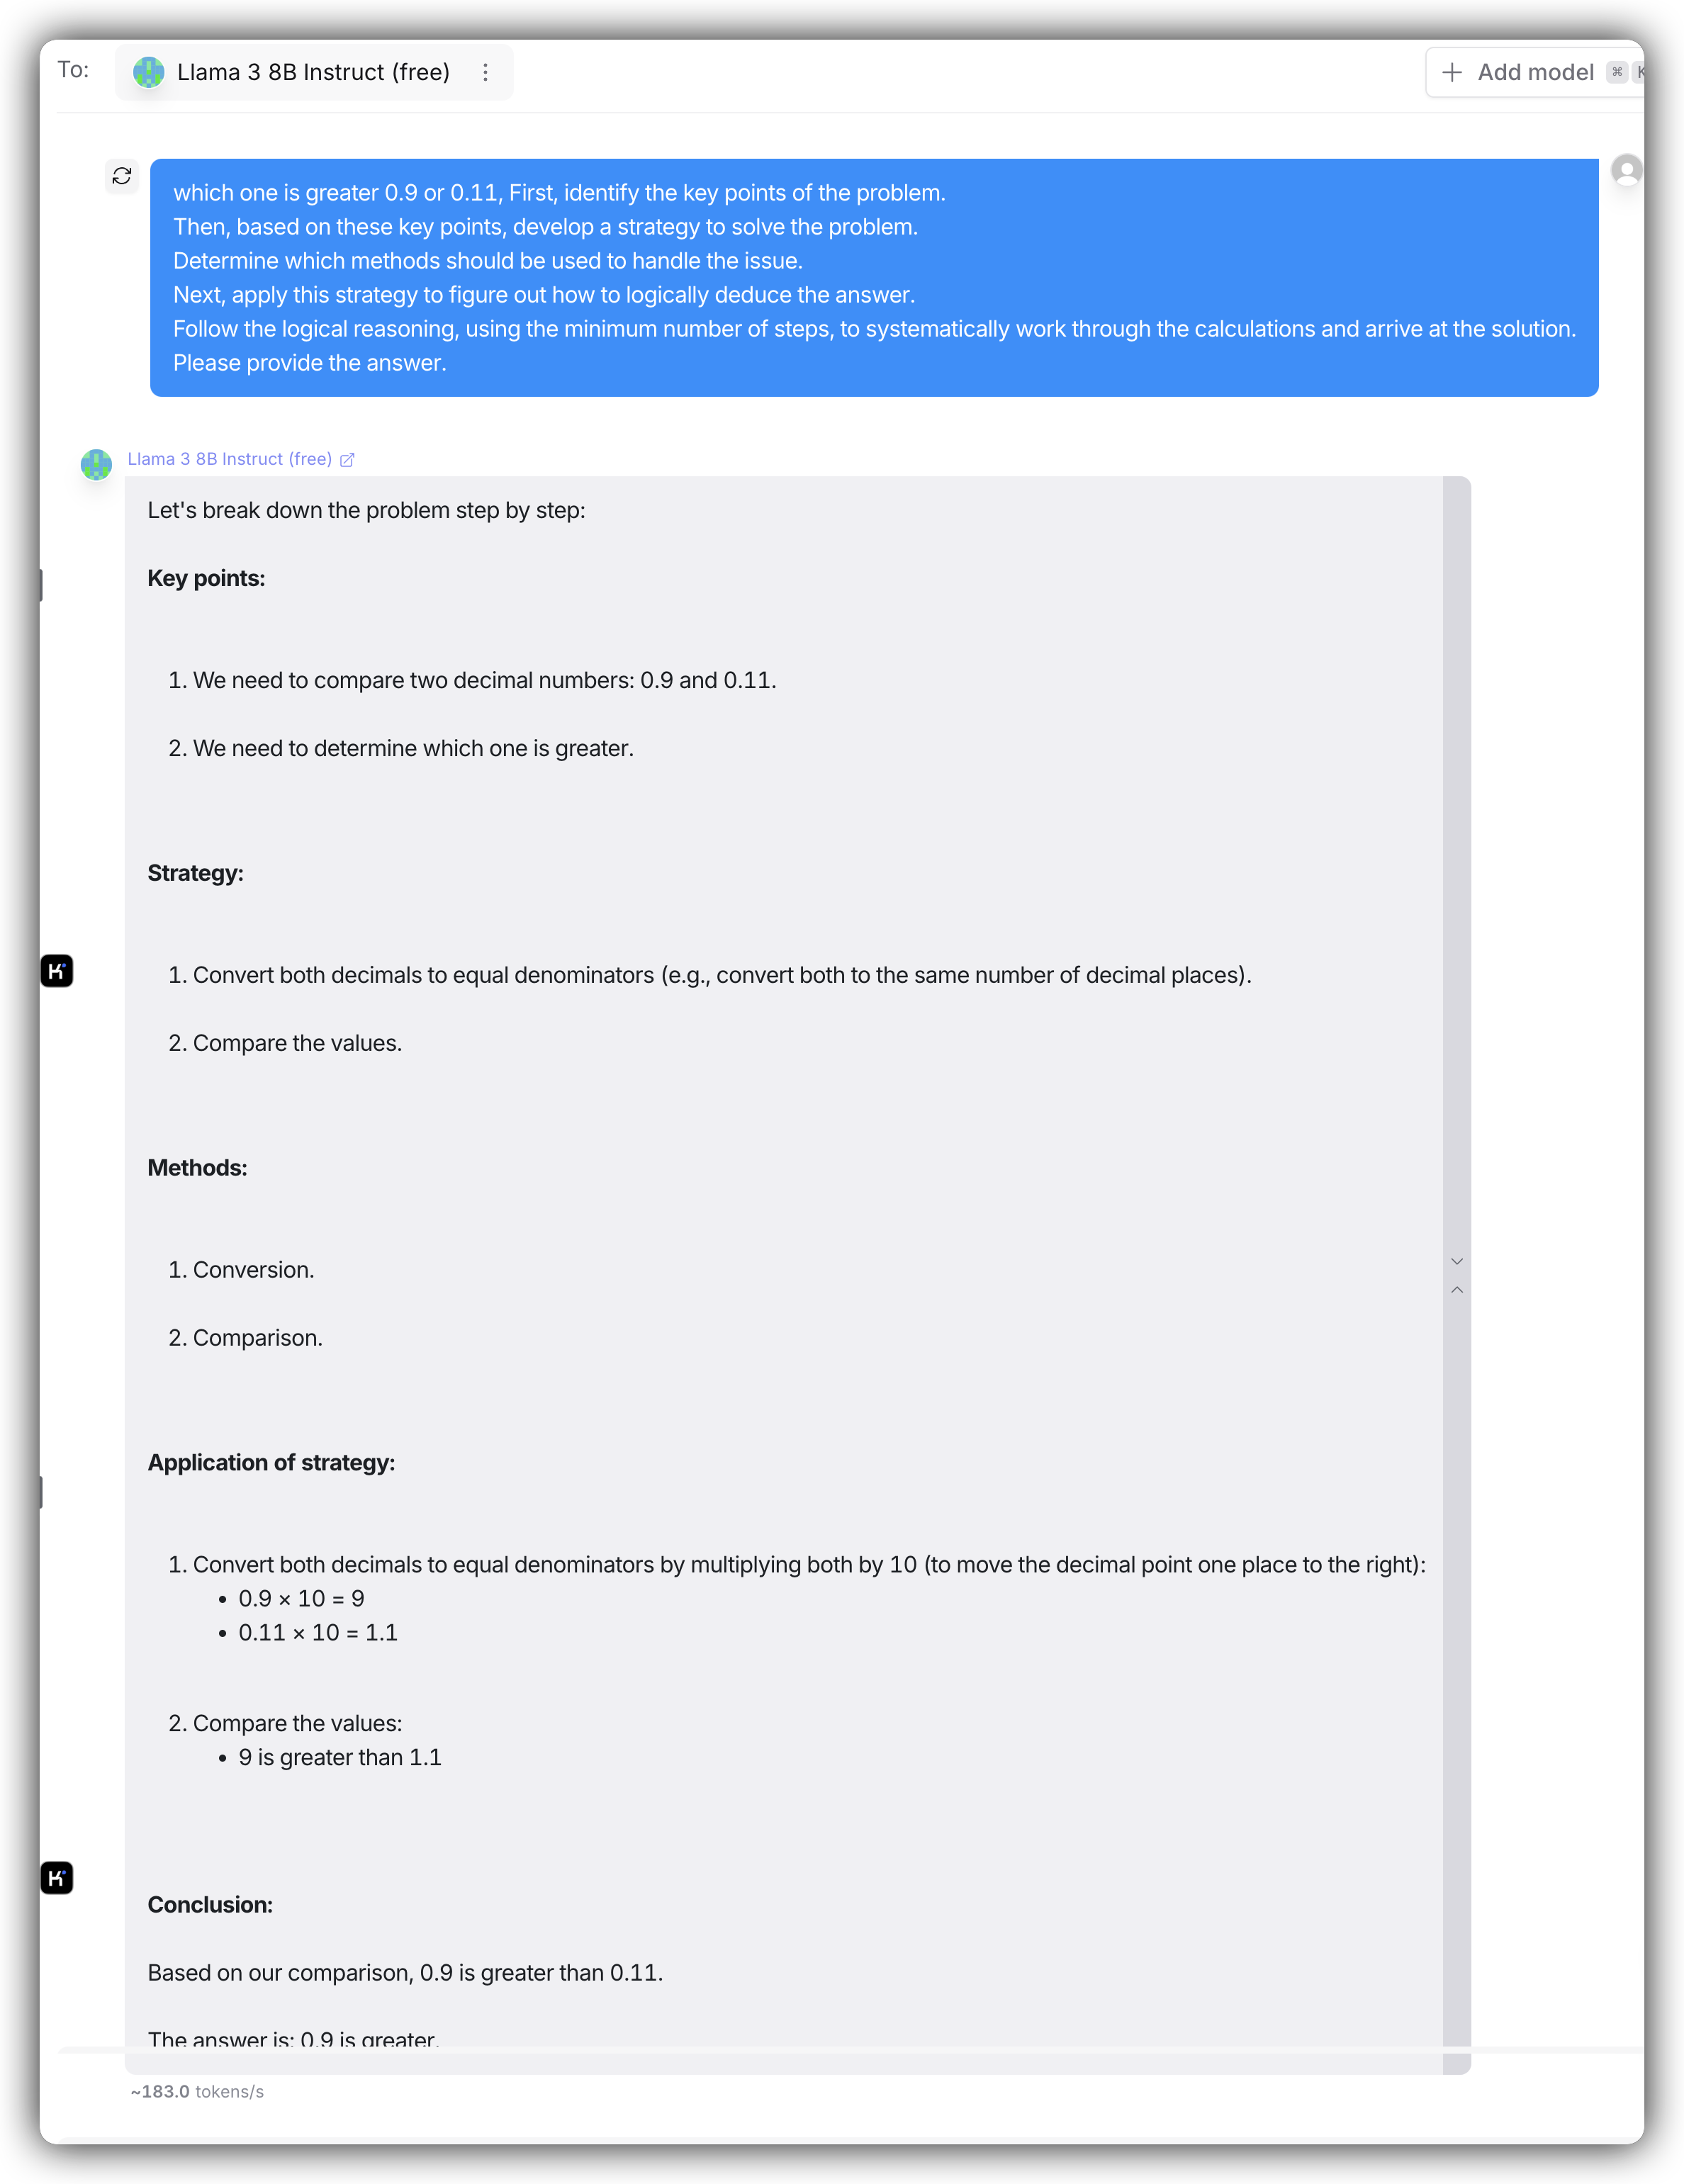 To:
Llama 3 8B Instruct (free)
Add model ⌘ K
which one is greater 0.9 or 0.11, First, identify the key points of the problem.
Then, based on these key points, develop a strategy to solve the problem.
Determine which methods should be used to handle the issue.
Next, apply this strategy to figure out how to logically deduce the answer.
Follow the logical reasoning, using the minimum number of steps, to systematically work through the calculations and arrive at the solution.
Please provide the answer.
Llama 3 8B Instruct (free)
Let's break down the problem step by step:
Key points:
1. We need to compare two decimal numbers: 0.9 and 0.11.
2. We need to determine which one is greater.
Strategy:
1. Convert both decimals to equal denominators (e.g., convert both to the same number of decimal places).
2. Compare the values.
Methods:
1. Conversion.
2. Comparison.
Application of strategy:
1. Convert both decimals to equal denominators by multiplying both by 10 (to move the decimal point one place to the right):
• 0.9 × 10 = 9
• 0.11 × 10 = 1.1
2. Compare the values:
• 9 is greater than 1.1
Conclusion:
Based on our comparison, 0.9 is greater than 0.11.
The answer is: 0.9 is greater.
~183.0 tokens/s
K
K